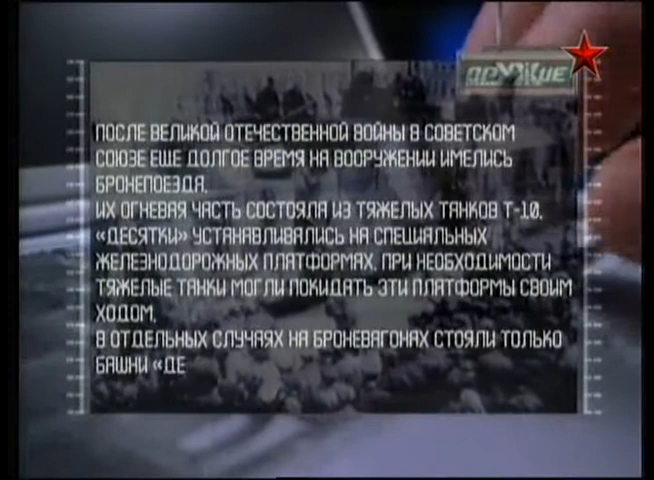 ОРУЖИЕ
ПОСЛЕ ВЕЛИКОЙ ОТЕЧЕСТВЕННОЙ ВОЙНЫ В СОВЕТСКОМ
СОЮЗЕ ЕЩЕ ДОЛГОЕ ВРЕМЯ НА ВООРУЖЕНИИ ИМЕЛИСЬ
БРОНЕПОЕЗДА.
ИХ ОГНЕВАЯ ЧАСТЬ СОСТОЯЛА ИЗ ТЯЖЕЛЫХ ТАНКОВ Т-10.
«ДЕСЯТКИ» УСТАНАВЛИВАЛИСЬ НА СПЕЦИАЛЬНЫХ
ЖЕЛЕЗНОДОРОЖНЫХ ПЛАТФОРМАХ. ПРИ НЕОБХОДИМОСТИ
ТЯЖЕЛЫЕ ТАНКИ МОГЛИ ПОКИДАТЬ ЭТИ ПЛАТФОРМЫ СВОИМ
ХОДОМ.
В ОТДЕЛЬНЫХ СЛУЧАЯХ НА БРОНЕВАГОНАХ СТОЯЛИ ТОЛЬКО
БАШНИ «ДЕ